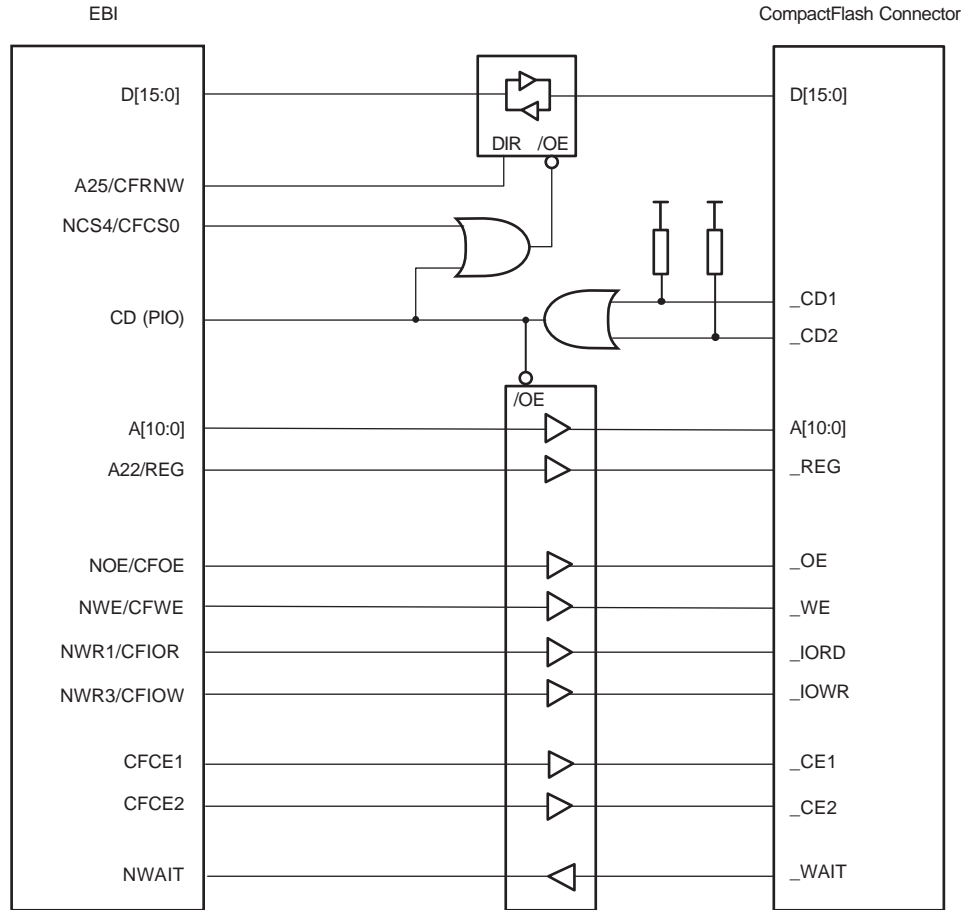 EBI CompactFlash Connector
D[15:0] D[15:0]
DIR /OE
A25/CFRNW
NCS4/CFCS0
_CD1
CD (PIO)
_CD2
/OE
A[10:0] A[10:0]
A22/REG _REG
NOE/CFOE _OE
NWE/CFWE _WE
NWR1/CFIOR _IORD
NWR3/CFIOW _IOWR
CFCE1 _CE1
CFCE2 _CE2
NWAIT _WAIT